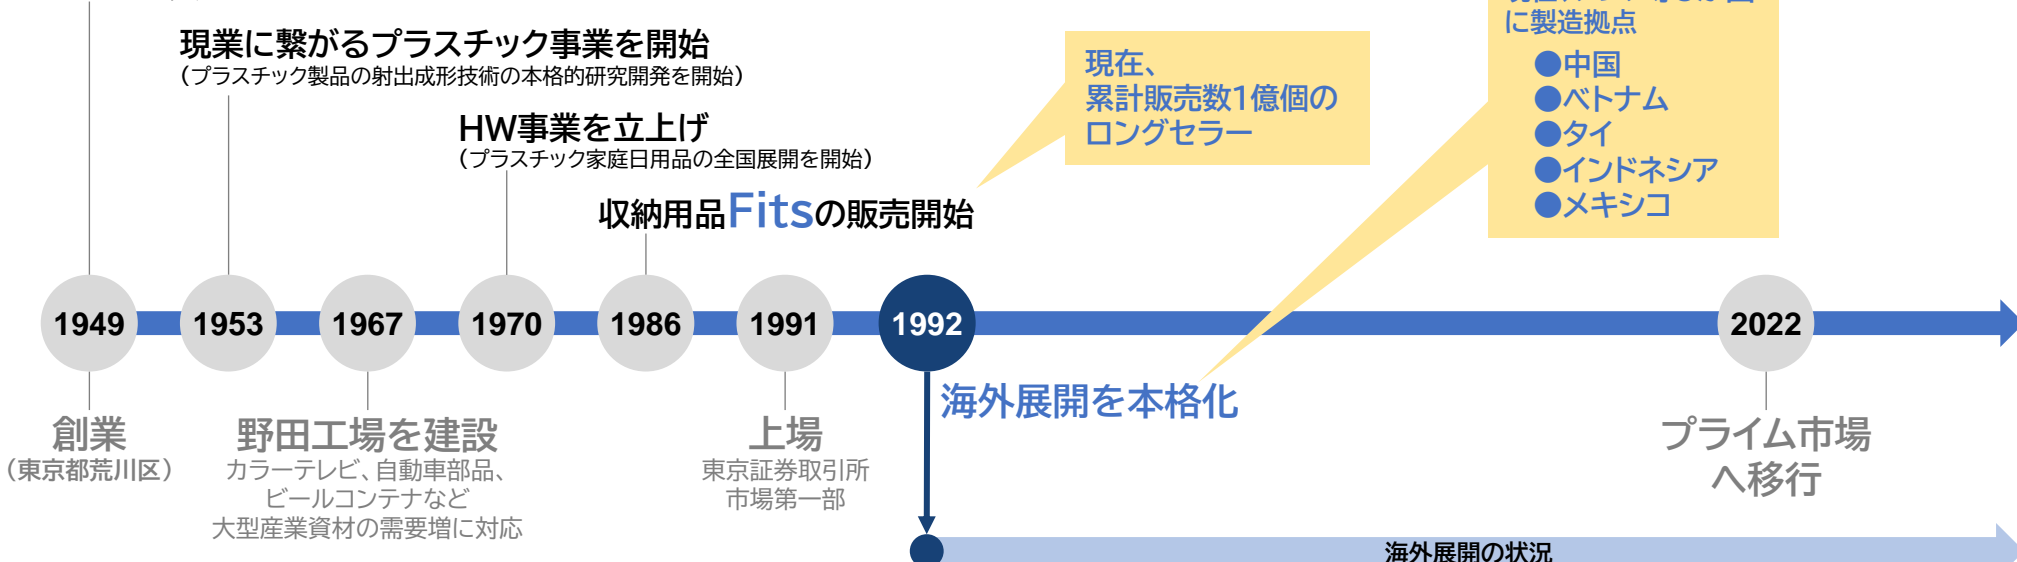 に製造拠点
●中国
●ベトナム
●タイ
●インドネシア
●メキシコ
現業に繋がるプラスチック事業を開始
(プラスチック製品の射出成形技術の本格的研究開発を開始)
現在、
累計販売数1億個の
ロングセラー
HW事業を立上げ
(プラスチック家庭日用品の全国展開を開始)
収納用品Fitsの販売開始
1949
1953
1967
1970
1986
1991
1992
2022
海外展開を本格化
創業
(東京都荒川区)
野田工場を建設
カラーテレビ、自動車部品、
ビールコンテナなど
大型産業資材の需要増に対応
上場
東京証券取引所
市場第一部
プライム市場
へ移行
海外展開の状況